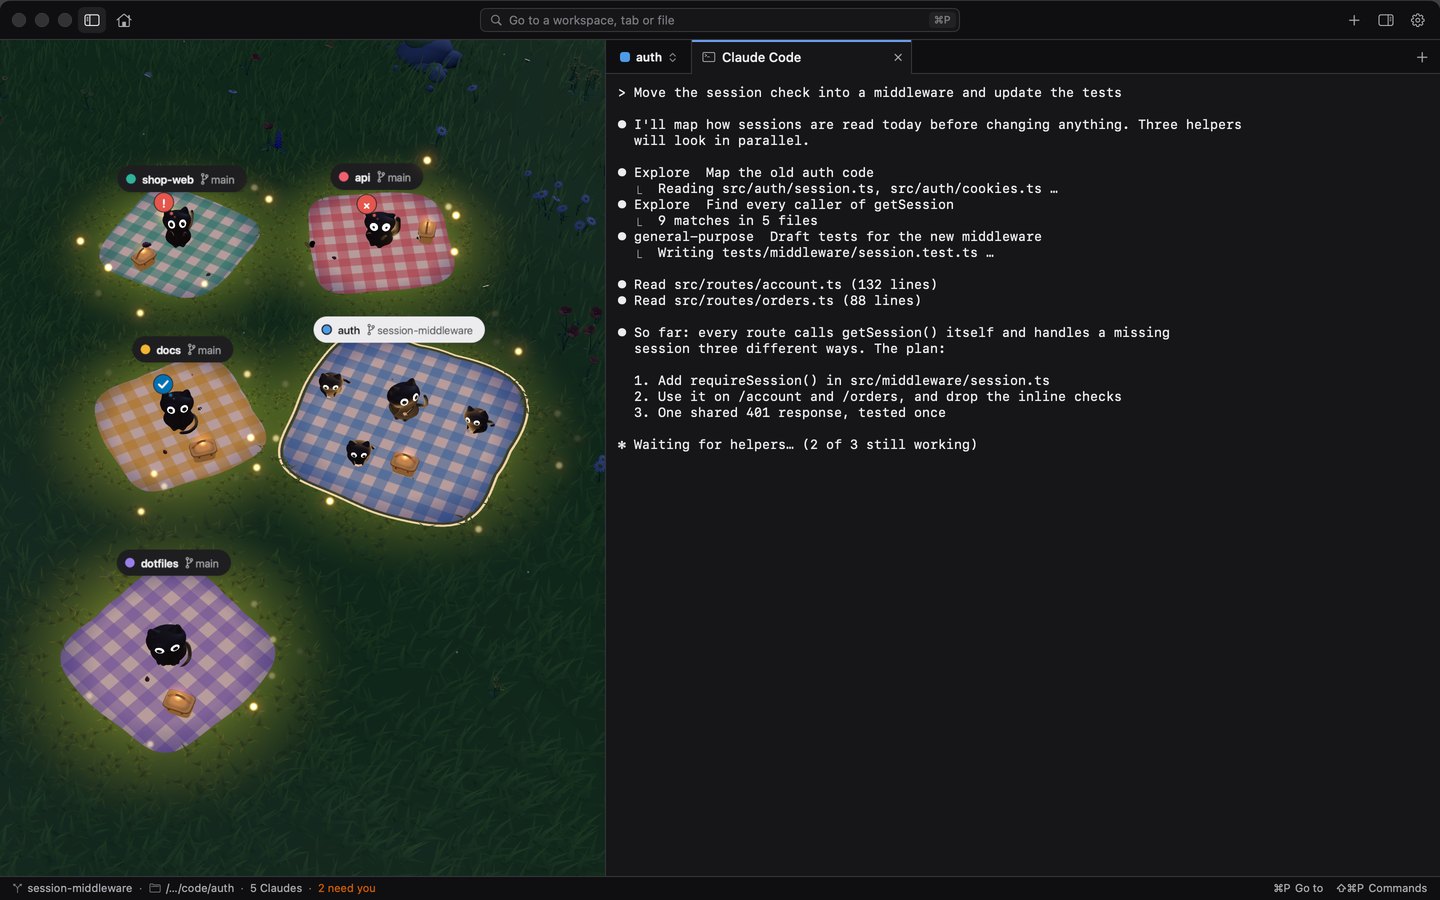 Go to a workspace, tab or file ⌘P
shop-web main
api main
auth session-middleware
docs main
dotfiles main
auth
Claude Code
> Move the session check into a middleware and update the tests
● I'll map how sessions are read today before changing anything. Three helpers
will look in parallel.
● Explore Map the old auth code
└ Reading src/auth/session.ts, src/auth/cookies.ts …
● Explore Find every caller of getSession
└ 9 matches in 5 files
● general-purpose Draft tests for the new middleware
└ Writing tests/middleware/session.test.ts …
● Read src/routes/account.ts (132 lines)
● Read src/routes/orders.ts (88 lines)
● So far: every route calls getSession() itself and handles a missing
session three different ways. The plan:
1. Add requireSession() in src/middleware/session.ts
2. Use it on /account and /orders, and drop the inline checks
3. One shared 401 response, tested once
✻ Waiting for helpers… (2 of 3 still working)
session-middleware · /…/code/auth · 5 Claudes · 2 need you
⌘P Go to ⇧⌘P Commands